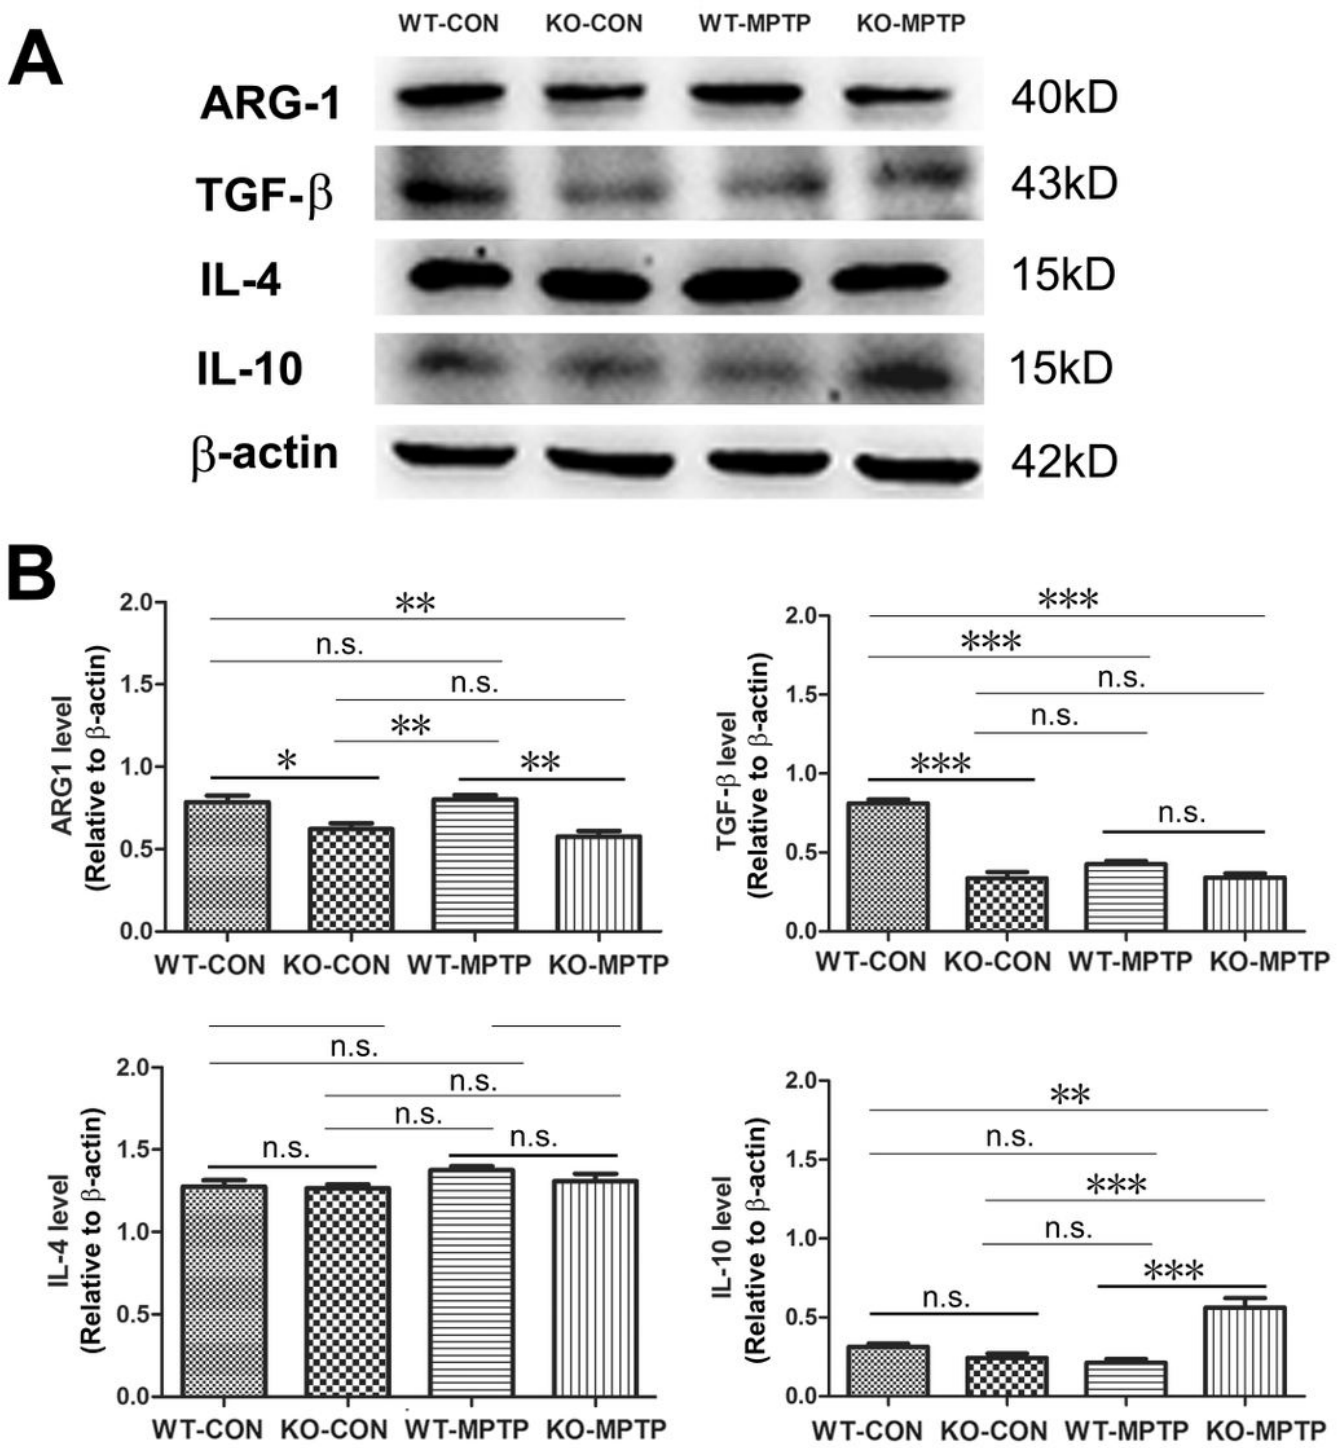 A
WT-CON KO-CON WT-MPTP KO-MPTP
ARG-1 40kD
TGF-β 43kD
IL-4 15kD
IL-10 15kD
β-actin 42kD
B
ARG1 level
(Relative to β-actin)
2.0
1.5
1.0
0.5
0.0
**
n.s.
n.s.
**
*
**
WT-CON KO-CON WT-MPTP KO-MPTP
TGF-β level
(Relative to β-actin)
2.0
1.5
1.0
0.5
0.0
***
***
n.s.
n.s.
***
n.s.
WT-CON KO-CON WT-MPTP KO-MPTP
IL-4 level
(Relative to β-actin)
2.0
1.5
1.0
0.5
0.0
n.s.
n.s.
n.s.
n.s.
n.s.
WT-CON KO-CON WT-MPTP KO-MPTP
IL-10 level
(Relative to β-actin)
2.0
1.5
1.0
0.5
0.0
**
n.s.
***
n.s.
***
n.s.
WT-CON KO-CON WT-MPTP KO-MPTP